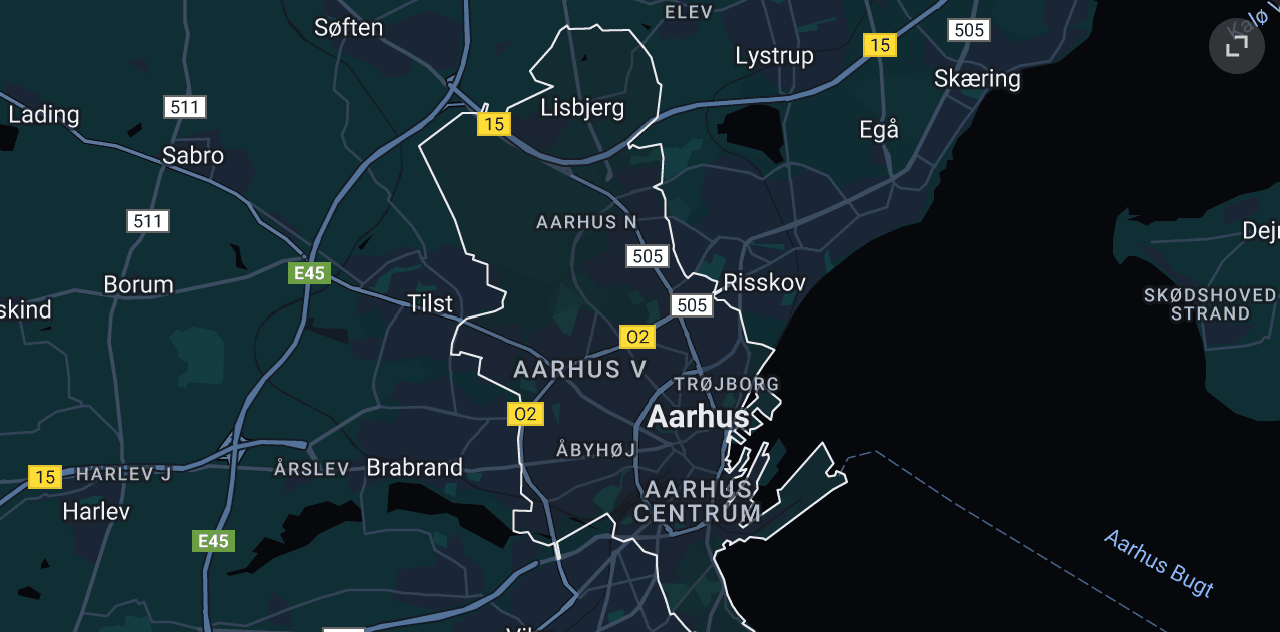 ELEV
Søften
505
15
Lystrup
Skæring
511
Lading
Lisbjerg
15
Egå
Sabro
511
AARHUS N
505
E45
Borum
Tilst
Risskov
505
SKØDSHOVED
STRAND
O2
AARHUS V
TRØJBORG
Aarhus
O2
ÅBYHØJ
15
HARLEV J
ÅRSLEV
Brabrand
AARHUS
CENTRUM
Harlev
E45
Aarhus Bugt